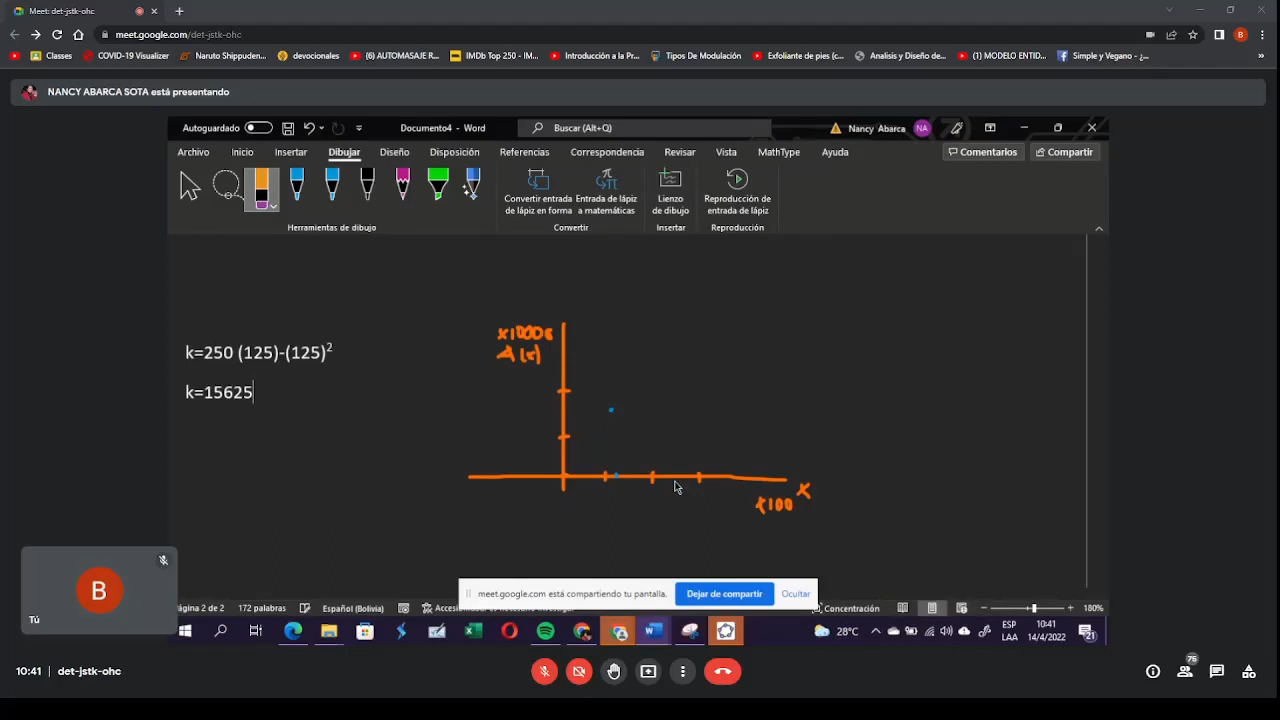 Meet: det-jstk-ohc
meet.google.com/det-jstk-ohc
Classes
COVID-19 Visualizer
Naruto Shippuden...
devocionales
(6) AUTOMASAJE R...
IMDb Top 250 - IM...
Introducción a la Pr...
Tipos De Modulación
Exfoliante de pies (c...
Analisis y Diseño de...
(1) MODELO ENTID...
Simple y Vegano - ¿...
NANCY ABARCA SOTA está presentando
Autoguardado
Documento4 - Word
Buscar (Alt+Q)
Nancy Abarca
NA
Archivo Inicio Insertar Dibujar Diseño Disposición Referencias Correspondencia Revisar Vista MathType Ayuda
Comentarios
Compartir
Convertir entrada de lápiz en forma
Entrada de lápiz a matemáticas
Lienzo de dibujo
Reproducción de entrada de lápiz
Herramientas de dibujo
Convertir
Insertar
Reproducción
A(x)
k=250 (125)-(125)²
k=15625
x
x100
B
Tú
meet.google.com está compartiendo tu pantalla.
Dejar de compartir
Ocultar
Página 2 de 2
172 palabras
Español (Bolivia)
Concentración
180%
28°C
ESP
LAA
10:41
14/4/2022
21
10:41 | det-jstk-ohc
75